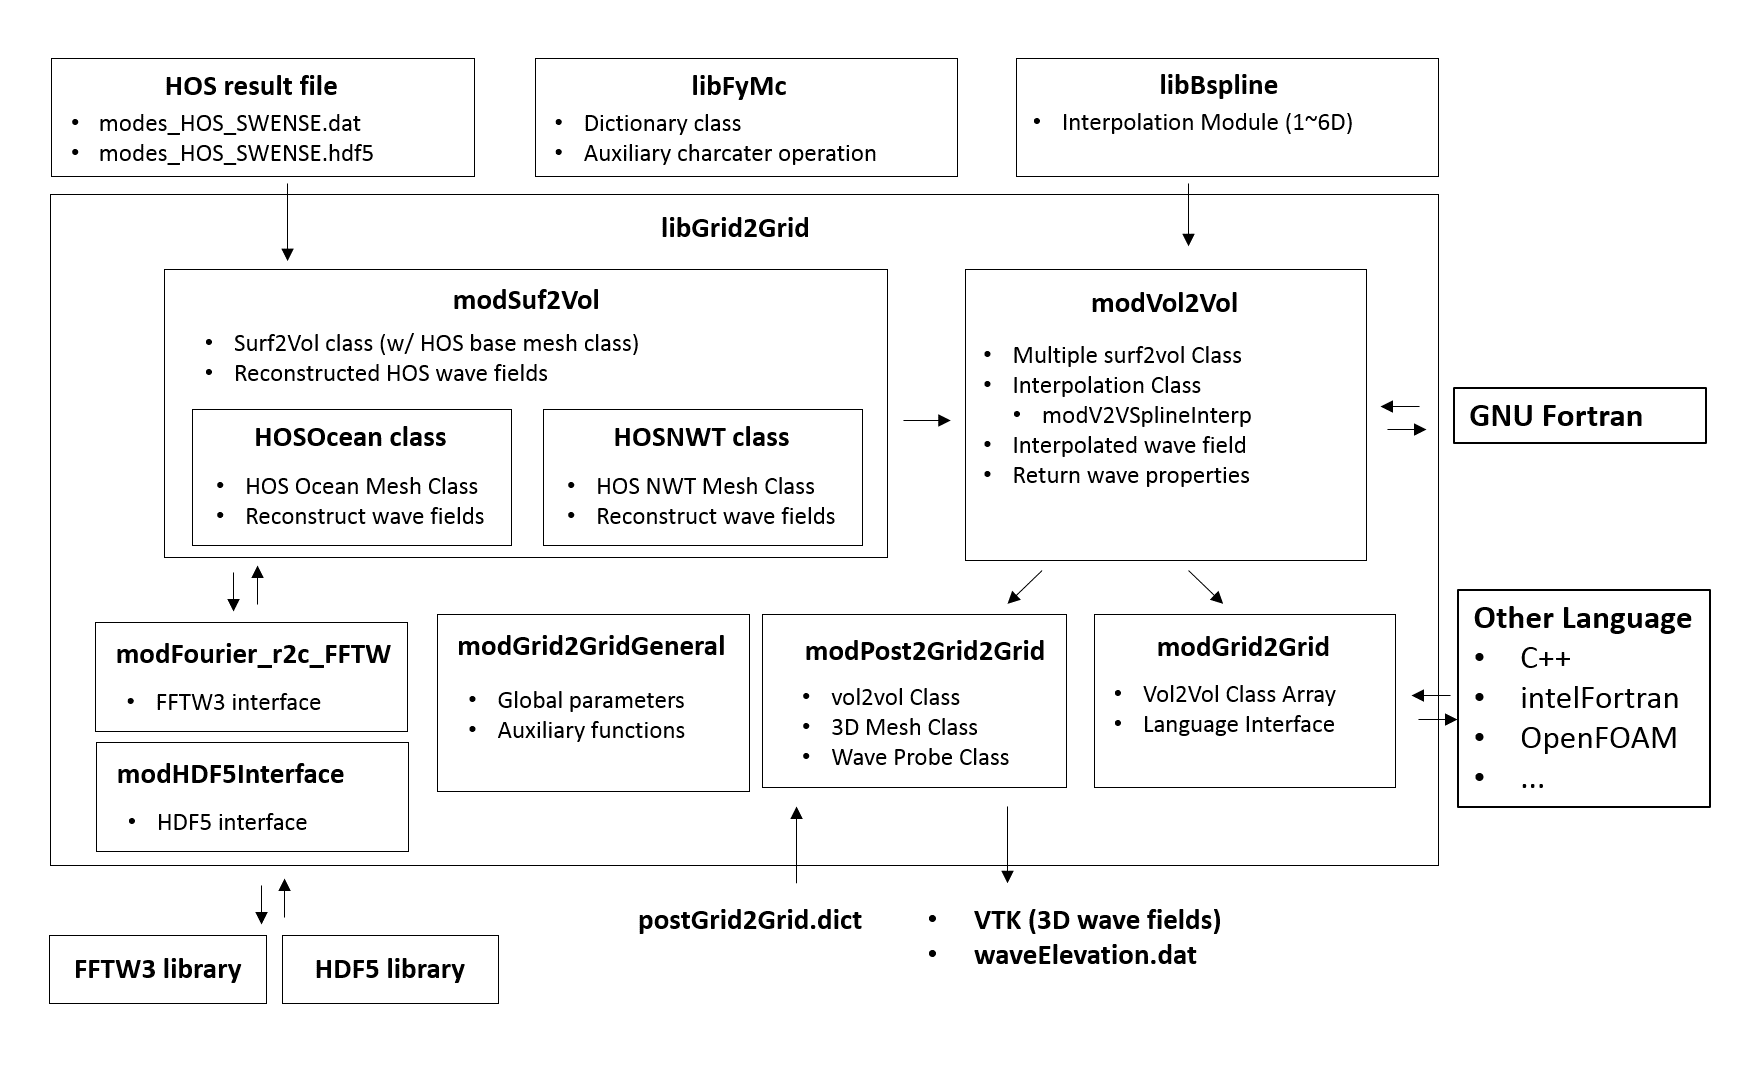 HOS result file
• modes_HOS_SWENSE.dat
• modes_HOS_SWENSE.hdf5
libFyMc
• Dictionary class
• Auxiliary charcater operation
libBspline
• Interpolation Module (1~6D)
libGrid2Grid
modSuf2Vol
• Surf2Vol class (w/ HOS base mesh class)
• Reconstructed HOS wave fields
HOSOcean class
• HOS Ocean Mesh Class
• Reconstruct wave fields
HOSNWT class
• HOS NWT Mesh Class
• Reconstruct wave fields
modVol2Vol
• Multiple surf2vol Class
• Interpolation Class
• modV2VSplineInterp
• Interpolated wave field
• Return wave properties
GNU Fortran
modFourier_r2c_FFTW
• FFTW3 interface
modHDF5Interface
• HDF5 interface
modGrid2GridGeneral
• Global parameters
• Auxiliary functions
modPost2Grid2Grid
• vol2vol Class
• 3D Mesh Class
• Wave Probe Class
modGrid2Grid
• Vol2Vol Class Array
• Language Interface
Other Language
• C++
• intelFortran
• OpenFOAM
• ...
FFTW3 library
HDF5 library
postGrid2Grid.dict
• VTK (3D wave fields)
• waveElevation.dat